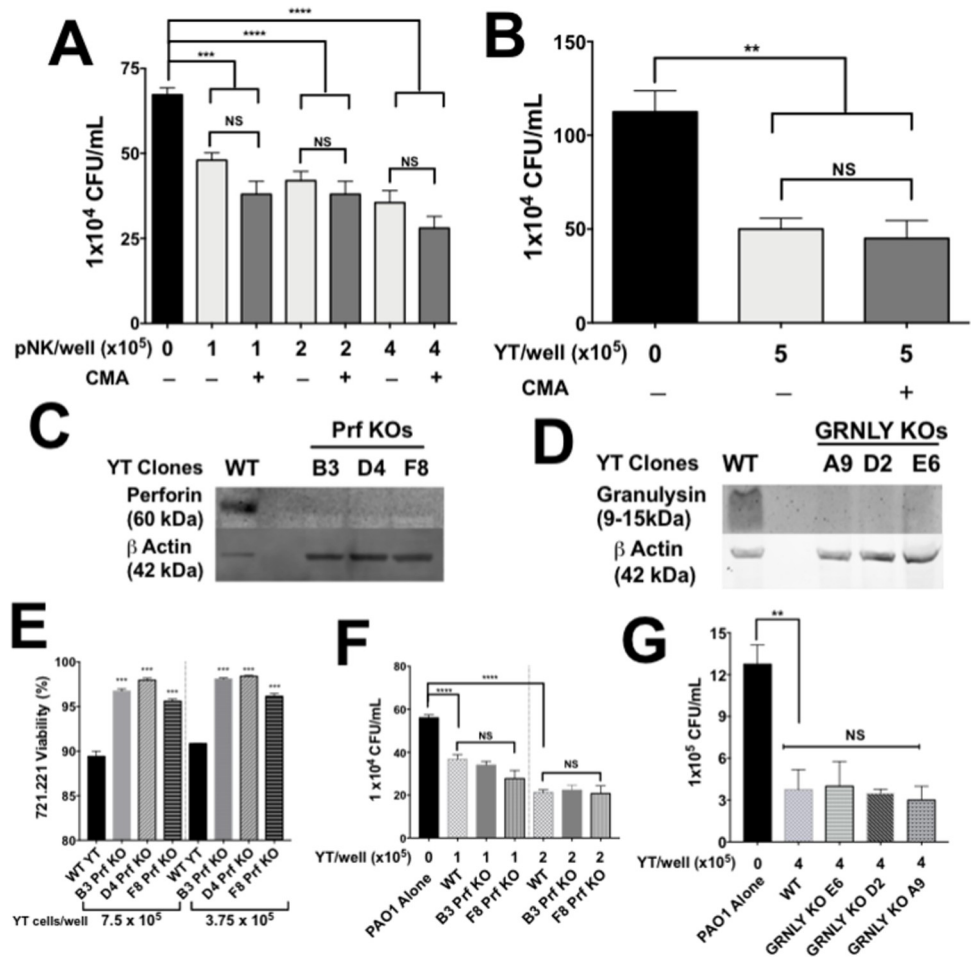 A
****
****
***
NS
NS
NS
75
50
25
0
1x10⁴ CFU/mL
pNK/well (x10⁵) 0 1 1 2 2 4 4
CMA – – + – + – +
B
**
NS
150
100
50
0
1x10⁴ CFU/mL
YT/well (x10⁵) 0 5 5
CMA – – +
C
Prf KOs
YT Clones WT B3 D4 F8
Perforin
(60 kDa)
β Actin
(42 kDa)
D
GRNLY KOs
YT Clones WT A9 D2 E6
Granulysin
(9-15kDa)
β Actin
(42 kDa)
E
*** *** *** *** *** ***
100
95
90
85
80
721.221 Viability (%)
WT YT B3 Prf KO D4 Prf KO F8 Prf KO WT YT B3 Prf KO D4 Prf KO F8 Prf KO
YT cells/well 7.5 x 10⁵ 3.75 x 10⁵
F
****
****
NS
NS
80
60
40
20
0
1 x10⁴ CFU/mL
YT/well (x10⁵) 0 1 1 1 2 2 2
PAO1 Alone WT B3 Prf KO F8 Prf KO WT B3 Prf KO F8 Prf KO
G
**
NS
15
12
9
6
3
0
1x10⁵ CFU/mL
YT/well (x10⁵) 0 4 4 4 4
PAO1 Alone WT GRNLY KO E6 GRNLY KO D2 GRNLY KO A9